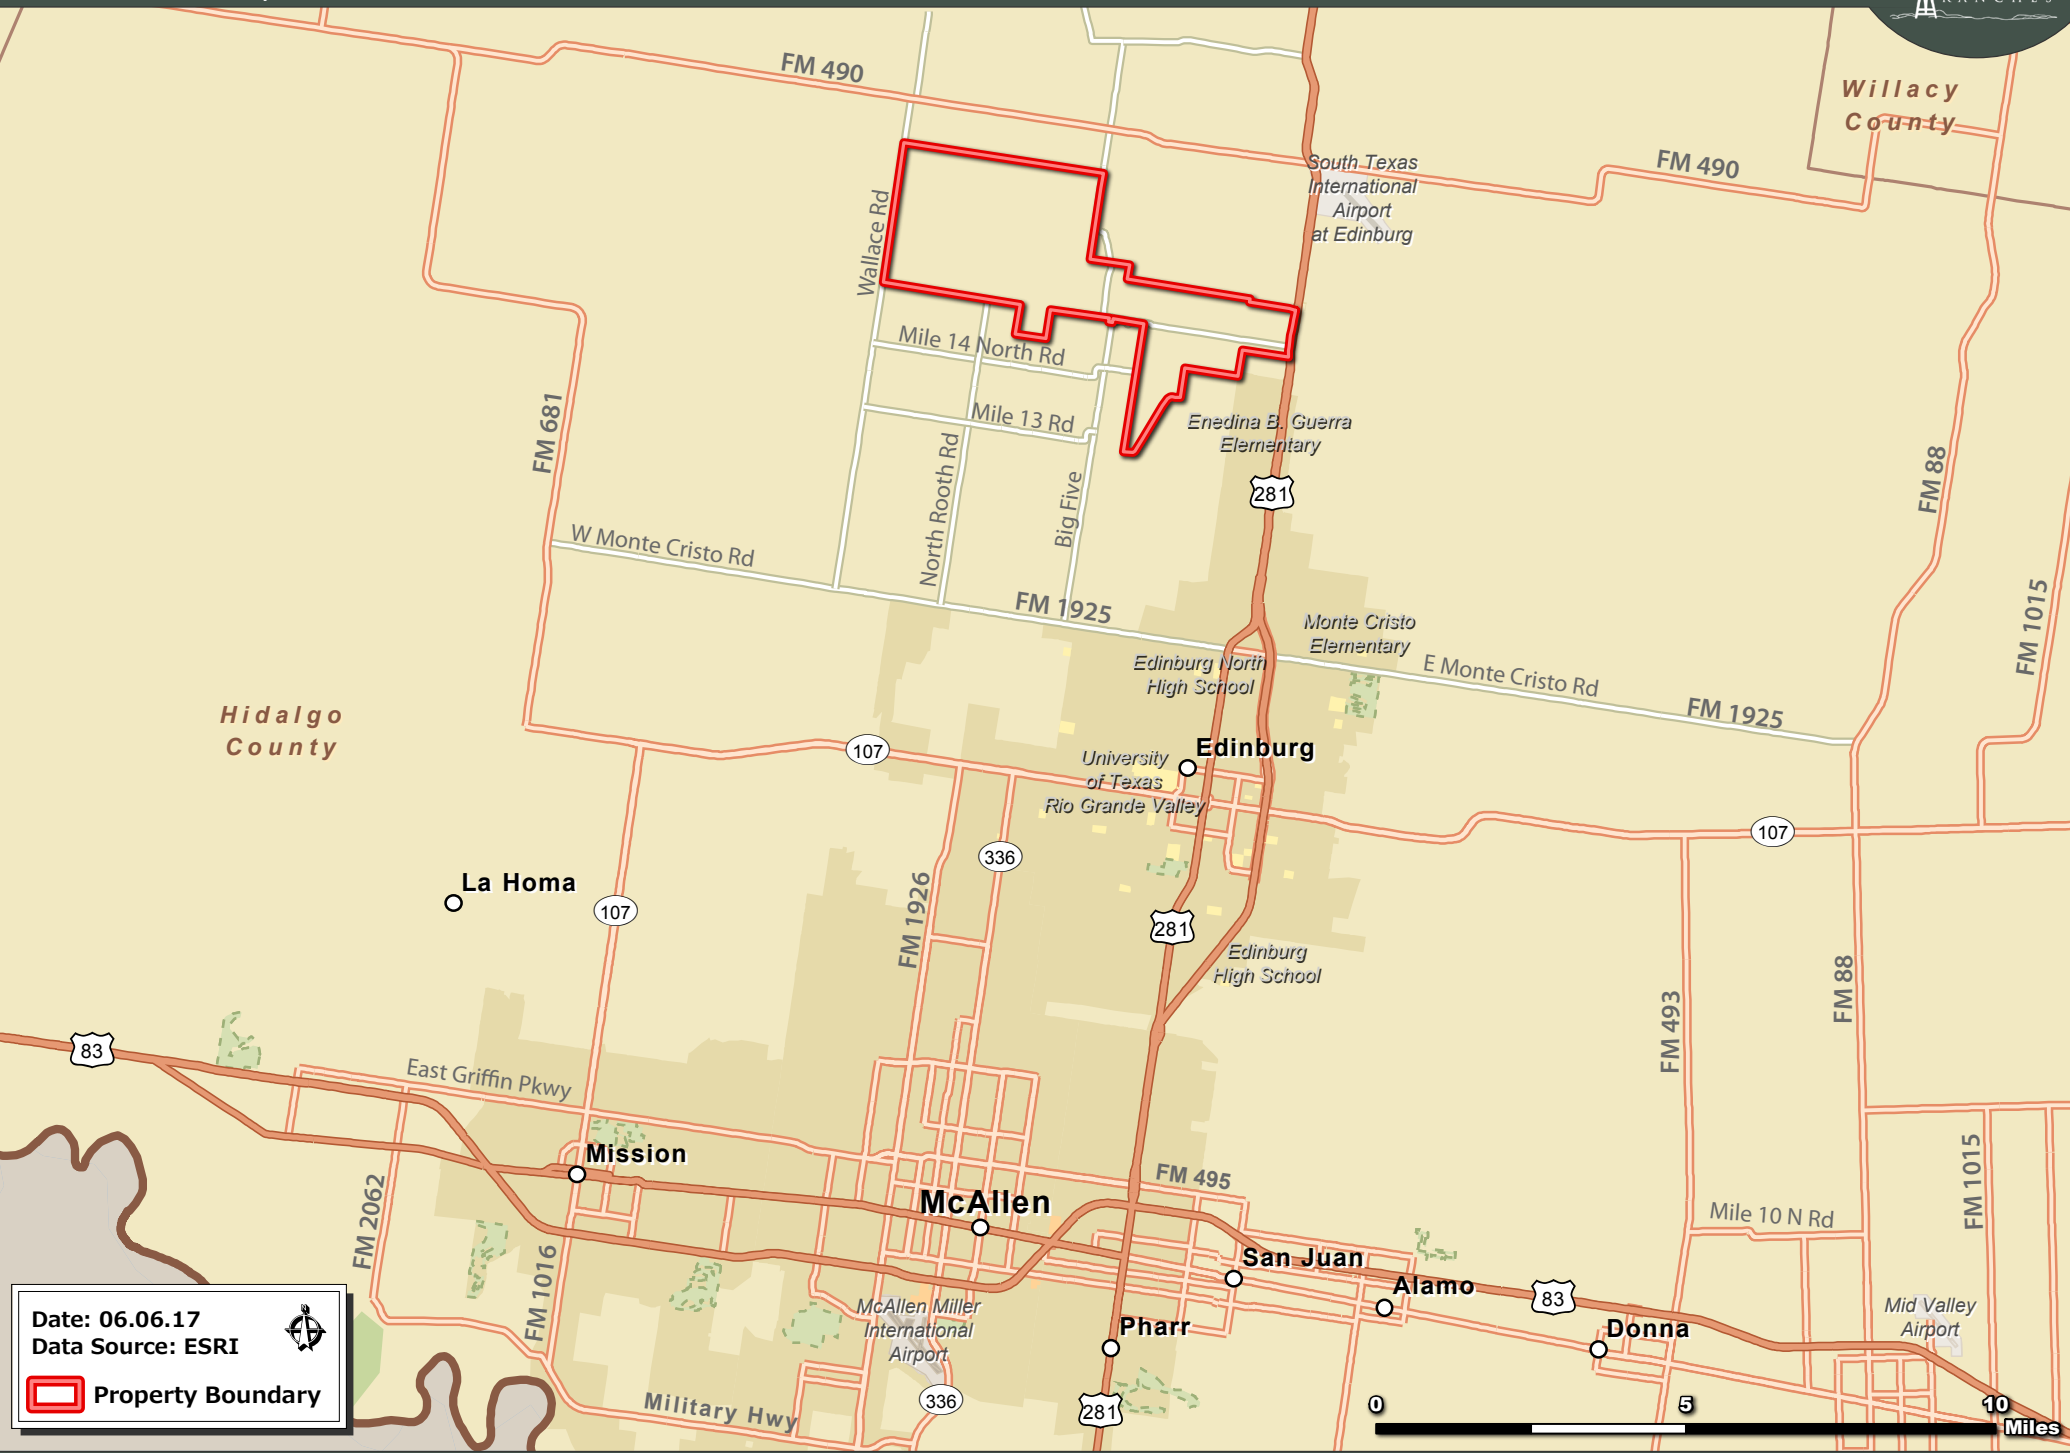 RANCHES
FM 490
Willacy
County
South Texas
International
Airport
at Edinburg
FM 490
Wallace Rd
Mile 14 North Rd
Mile 13 Rd
FM 681
North Rooth Rd
Big Five
Enedina B. Guerra
Elementary
281
FM 88
W Monte Cristo Rd
FM 1925
Monte Cristo
Elementary
FM 1015
Edinburg North
High School
E Monte Cristo Rd
FM 1925
Hidalgo
County
107
Edinburg
University
of Texas
Rio Grande Valley
107
336
La Homa
107
FM 1926
281
Edinburg
High School
FM 493
FM 88
83
East Griffin Pkwy
Mission
FM 495
McAllen
FM 2062
FM 1016
Mile 10 N Rd
FM 1015
San Juan
Alamo
83
McAllen Miller
International
Airport
Pharr
Donna
Mid Valley
Airport
336
281
Military Hwy
Date: 06.06.17
Data Source: ESRI
Property Boundary
0 5 10
Miles